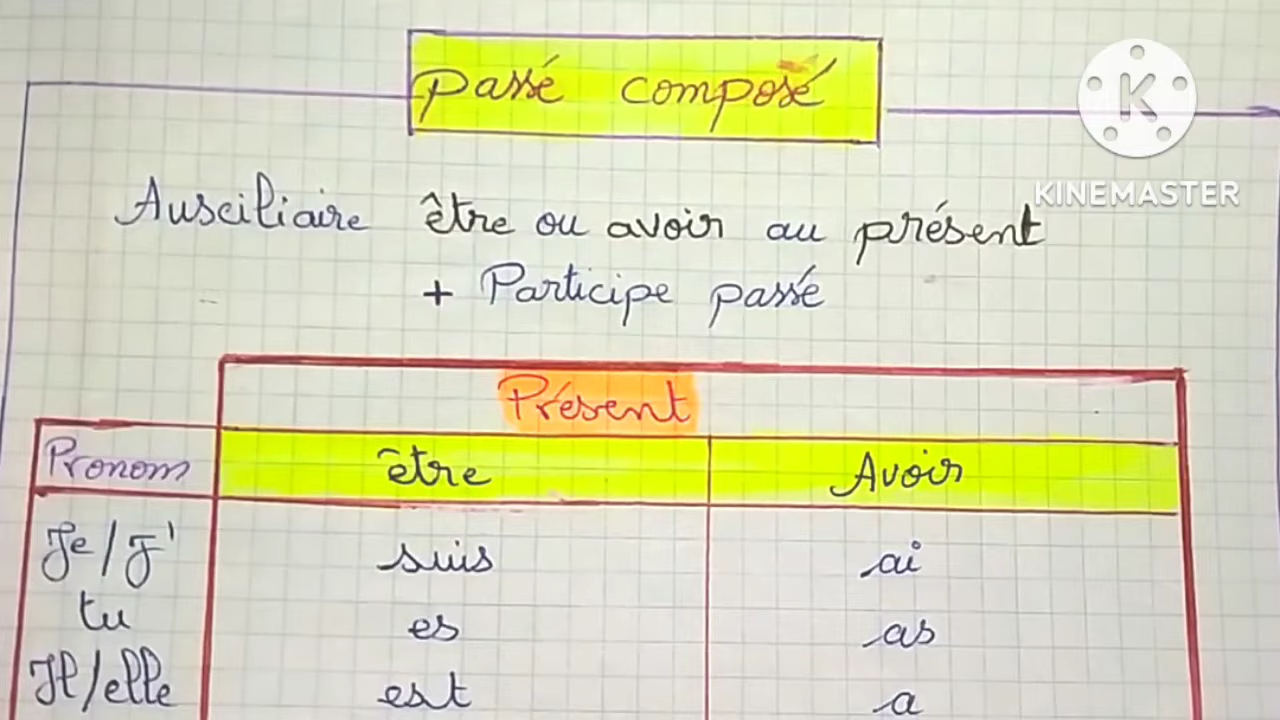 Passé composé
K
KINEMASTER
Auxciliaire être ou avoir au présent
+ Participe passé
Présent
Pronom être Avoir
Je/J' suis ai
tu es as
Il/elle est a